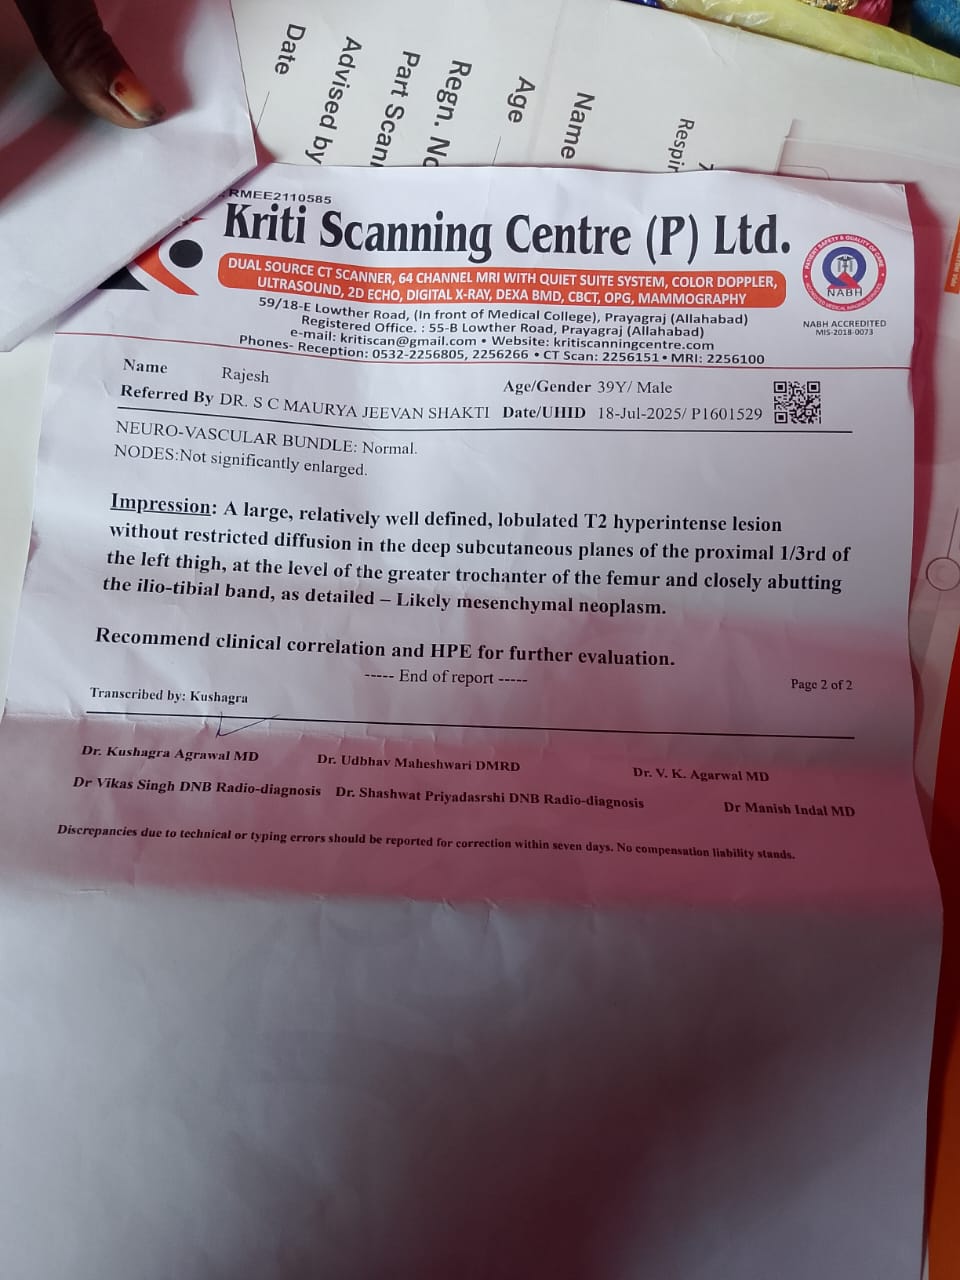 Date
Advised by
Part Scan
Regn. No
Age
Name
Respir
RMEE2110585
Kriti Scanning Centre (P) Ltd.
DUAL SOURCE CT SCANNER, 64 CHANNEL MRI WITH QUIET SUITE SYSTEM, COLOR DOPPLER,
ULTRASOUND, 2D ECHO, DIGITAL X-RAY, DEXA BMD, CBCT, OPG, MAMMOGRAPHY
59/18-E Lowther Road, (In front of Medical College), Prayagraj (Allahabad)
Registered Office. : 55-B Lowther Road, Prayagraj (Allahabad)
e-mail: kritiscan@gmail.com • Website: kritiscanningcentre.com
Phones- Reception: 0532-2256805, 2256266 • CT Scan: 2256151 • MRI: 2256100
PATIENT SAFETY & QUALITY OF CARE
NABH
NABH ACCREDITED
MIS-2018-0073
Name Rajesh Age/Gender 39Y/ Male
Referred By DR. S C MAURYA JEEVAN SHAKTI Date/UHID 18-Jul-2025/ P1601529
NEURO-VASCULAR BUNDLE: Normal.
NODES:Not significantly enlarged.
Impression: A large, relatively well defined, lobulated T2 hyperintense lesion
without restricted diffusion in the deep subcutaneous planes of the proximal 1/3rd of
the left thigh, at the level of the greater trochanter of the femur and closely abutting
the ilio-tibial band, as detailed – Likely mesenchymal neoplasm.
Recommend clinical correlation and HPE for further evaluation.
----- End of report -----
Page 2 of 2
Transcribed by: Kushagra
Dr. Kushagra Agrawal MD Dr. Udbhav Maheshwari DMRD Dr. V. K. Agarwal MD
Dr Vikas Singh DNB Radio-diagnosis Dr. Shashwat Priyadasrshi DNB Radio-diagnosis Dr Manish Indal MD
Discrepancies due to technical or typing errors should be reported for correction within seven days. No compensation liability stands.